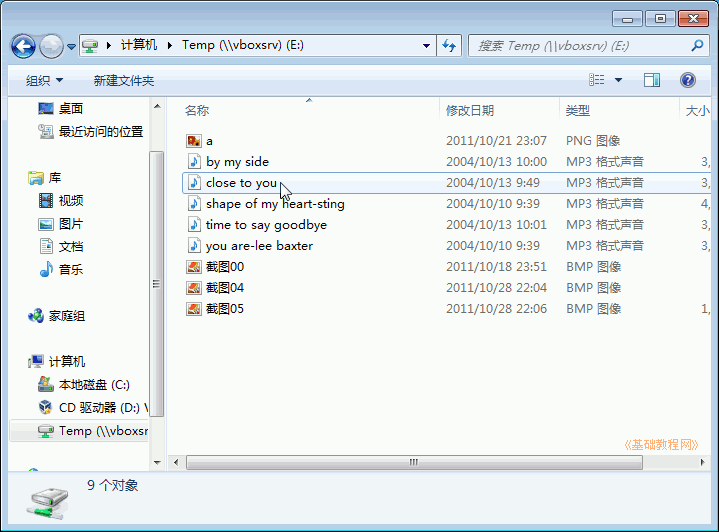 计算机 Temp (\\vboxsrv) (E:)
搜索 Temp (\\vboxsrv) (E:)
组织 新建文件夹
名称 修改日期 类型 大小
桌面
最近访问的位置
库
视频
图片
文档
音乐
家庭组
计算机
本地磁盘 (C:)
CD 驱动器 (D:) V
Temp (\\vboxsr
a 2011/10/21 23:07 PNG 图像
by my side 2004/10/13 10:00 MP3 格式声音 3,
close to you 2004/10/13 9:49 MP3 格式声音 3,
shape of my heart-sting 2004/10/10 9:39 MP3 格式声音 4,
time to say goodbye 2004/10/13 10:01 MP3 格式声音 3,
you are-lee baxter 2004/10/10 9:39 MP3 格式声音 3,
截图00 2011/10/18 23:51 BMP 图像
截图04 2011/10/28 22:04 BMP 图像
截图05 2011/10/28 22:06 BMP 图像 1,
《基础教程网》
9 个对象